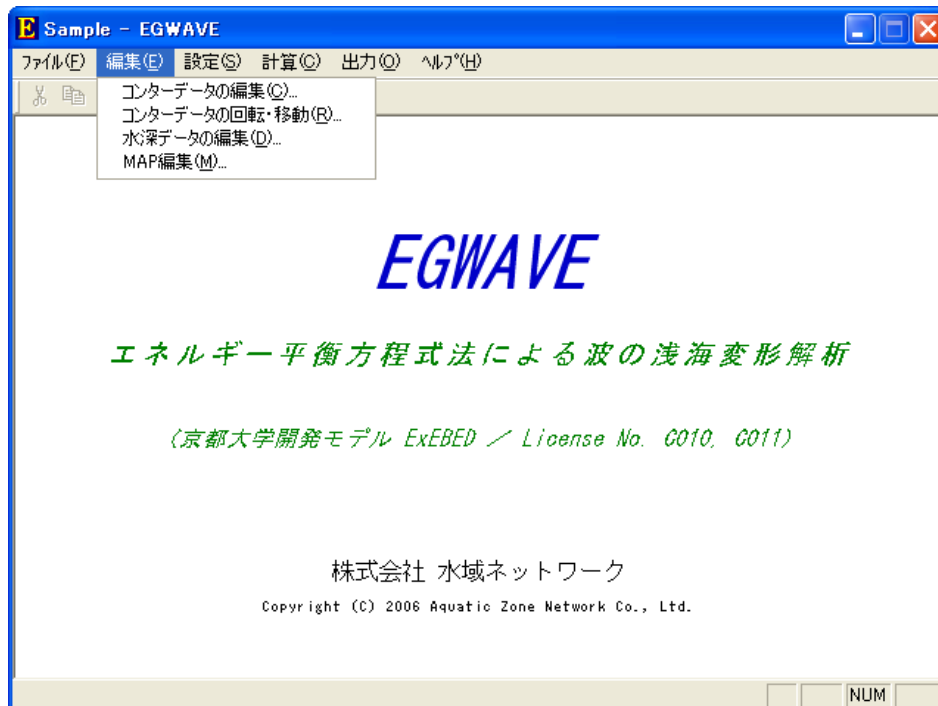 Sample - EGWAVE
ファイル(F) 編集(E) 設定(S) 計算(C) 出力(O) ヘルプ(H)
コンターデータの編集(C)...
コンターデータの回転・移動(R)...
水深データの編集(D)...
MAP編集(M)...
EGWAVE
エネルギー平衡方程式法による波の浅海変形解析
(京都大学開発モデル ExEBED / License No. C010, C011)
株式会社 水域ネットワーク
Copyright (C) 2006 Aquatic Zone Network Co., Ltd.
NUM